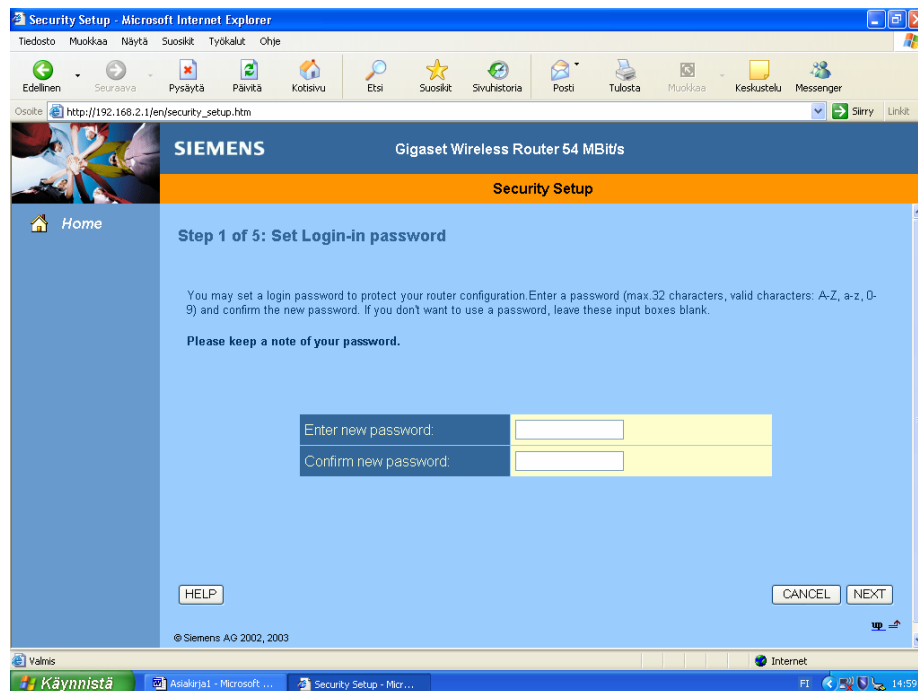 Security Setup - Microsoft Internet Explorer
Tiedosto Muokkaa Näytä Suosikit Työkalut Ohje
Edellinen Seuraava Pysäytä Päivitä Kotisivu Etsi Suosikit Sivuhistoria Posti Tulosta Muokkaa Keskustelu Messenger
Osoite http://192.168.2.1/en/security_setup.htm Siirry Linkit
SIEMENS Gigaset Wireless Router 54 MBit/s
Security Setup
Home
Step 1 of 5: Set Login-in password
You may set a login password to protect your router configuration.Enter a password (max.32 characters, valid characters: A-Z, a-z, 0-
9) and confirm the new password. If you don't want to use a password, leave these input boxes blank.
Please keep a note of your password.
Enter new password:
Confirm new password:
HELP CANCEL NEXT
up
© Siemens AG 2002, 2003
Valmis Internet
Käynnistä Asiakirja1 - Microsoft ... Security Setup - Micr... FI 14:59